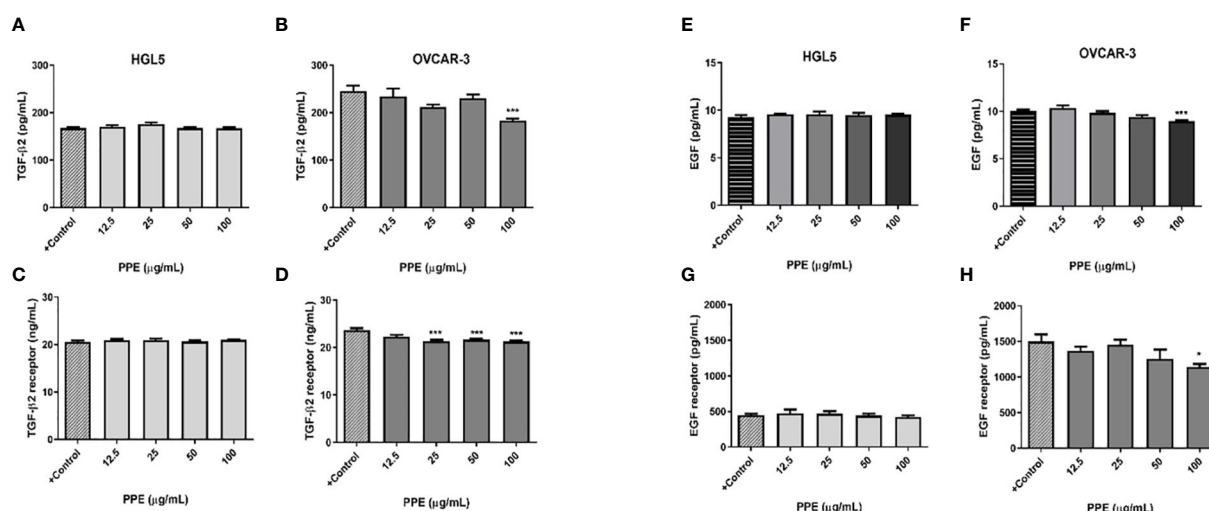 A
HGL5
TGF-β2 (pg/mL)
300
200
100
0
+Control
12.5
25
50
100
PPE (μg/mL)
B
OVCAR-3
TGF-β2 (pg/mL)
300
200
100
0
***
+Control
12.5
25
50
100
PPE (μg/mL)
C
TGF-β2 receptor (ng/mL)
30
20
10
0
+Control
12.5
25
50
100
PPE (μg/mL)
D
TGF-β2 receptor (ng/mL)
30
20
10
0
***
***
***
+Control
12.5
25
50
100
PPE (μg/mL)
E
HGL5
EGF (pg/mL)
15
10
5
0
+Control
12.5
25
50
100
PPE (μg/mL)
F
OVCAR-3
EGF (pg/mL)
15
10
5
0
***
+Control
12.5
25
50
100
PPE (μg/mL)
G
EGF receptor (pg/mL)
2000
1500
1000
500
0
+Control
12.5
25
50
100
PPE (μg/mL)
H
EGF receptor (pg/mL)
2000
1500
1000
500
0
*
+Control
12.5
25
50
100
PPE (μg/mL)